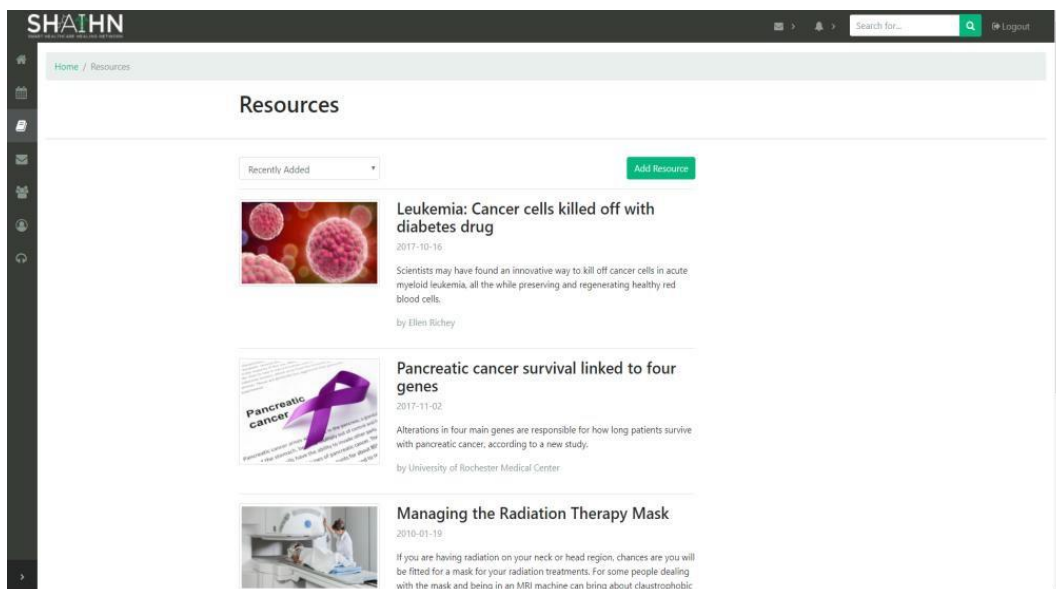 SHAIHN
SMART HEALTHCARE HEALING NETWORK
Search for...
Logout
Home / Resources
Resources
Recently Added
Add Resource
Leukemia: Cancer cells killed off with
diabetes drug
2017-10-16
Scientists may have found an innovative way to kill off cancer cells in acute
myeloid leukemia, all the while preserving and regenerating healthy red
blood cells.
by Ellen Richey
Pancreatic
cancer
Pancreatic cancer survival linked to four
genes
2017-11-02
Alterations in four main genes are responsible for how long patients survive
with pancreatic cancer, according to a new study.
by University of Rochester Medical Center
Managing the Radiation Therapy Mask
2010-01-19
If you are having radiation on your neck or head region, chances are you will
be fitted for a mask for your radiation treatments. For some people dealing
with the mask and being in an MRI machine can bring about claustrophobic